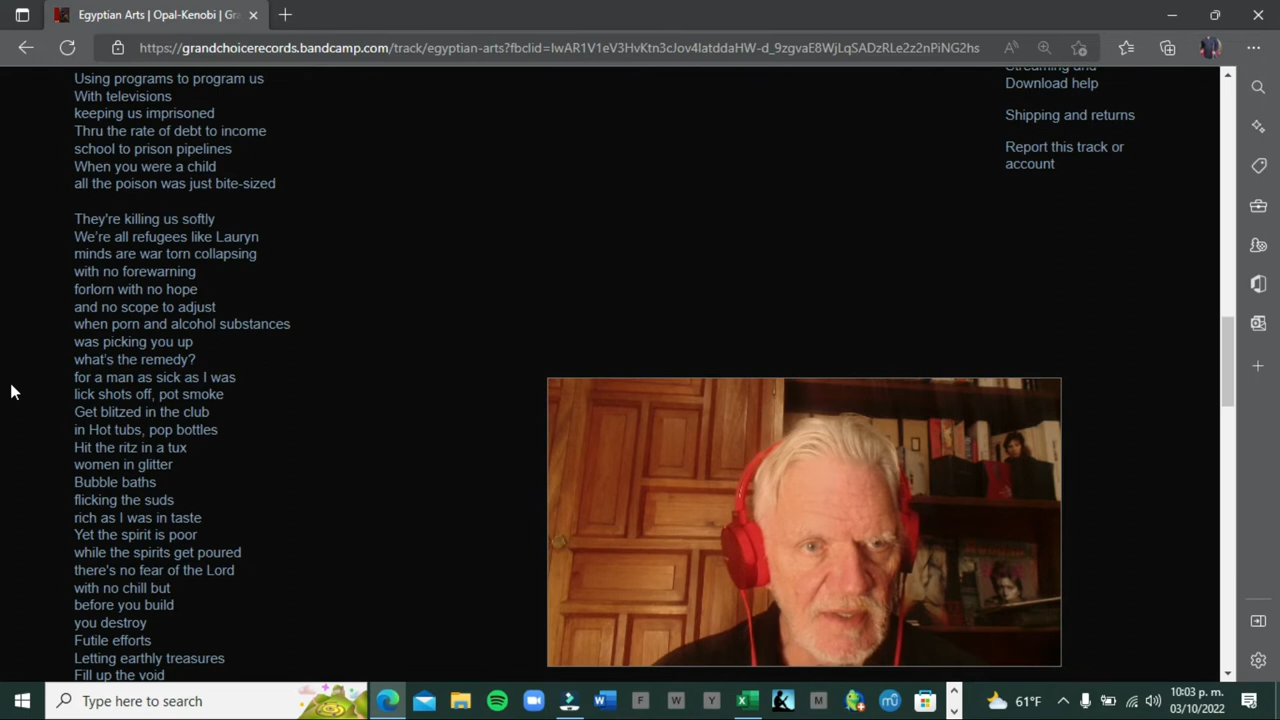 Egyptian Arts | Opal-Kenobi | Gra
https://grandchoicerecords.bandcamp.com/track/egyptian-arts?fbclid=IwAR1V1eV3HvKtn3cJov4latddaHW-d_9zgvaE8WjLqSADzRLe2z2nPiNG2hs
Using programs to program us
With televisions
keeping us imprisoned
Thru the rate of debt to income
school to prison pipelines
When you were a child
all the poison was just bite-sized
They're killing us softly
We're all refugees like Lauryn
minds are war torn collapsing
with no forewarning
forlorn with no hope
and no scope to adjust
when porn and alcohol substances
was picking you up
what's the remedy?
for a man as sick as I was
lick shots off, pot smoke
Get blitzed in the club
in Hot tubs, pop bottles
Hit the ritz in a tux
women in glitter
Bubble baths
flicking the suds
rich as I was in taste
Yet the spirit is poor
while the spirits get poured
there's no fear of the Lord
with no chill but
before you build
you destroy
Futile efforts
Letting earthly treasures
Fill up the void
Streaming and
Download help
Shipping and returns
Report this track or
account
Type here to search
F
W
Y
M
61°F
10:03 p. m.
03/10/2022